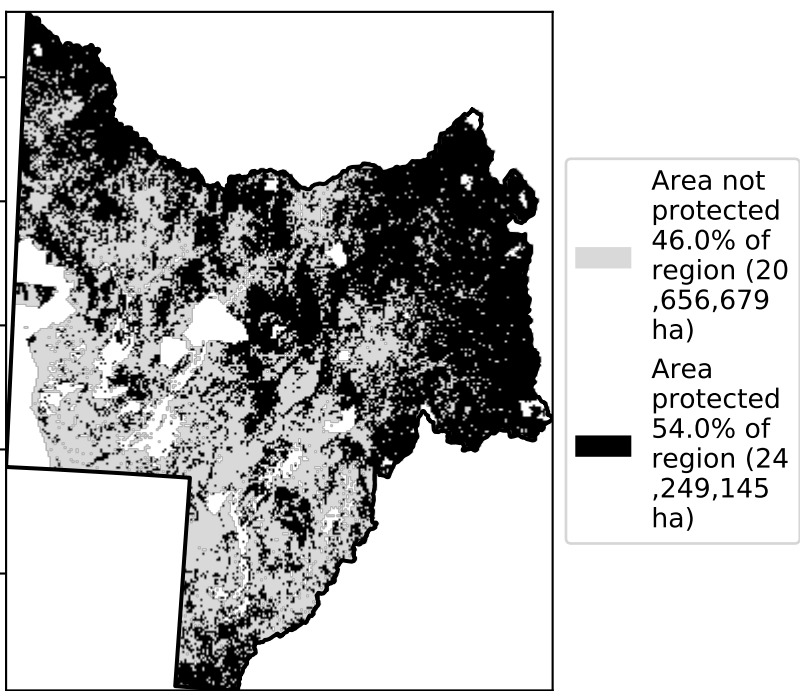 Area not
protected
46.0% of
region (20
,656,679
ha)
Area
protected
54.0% of
region (24
,249,145
ha)